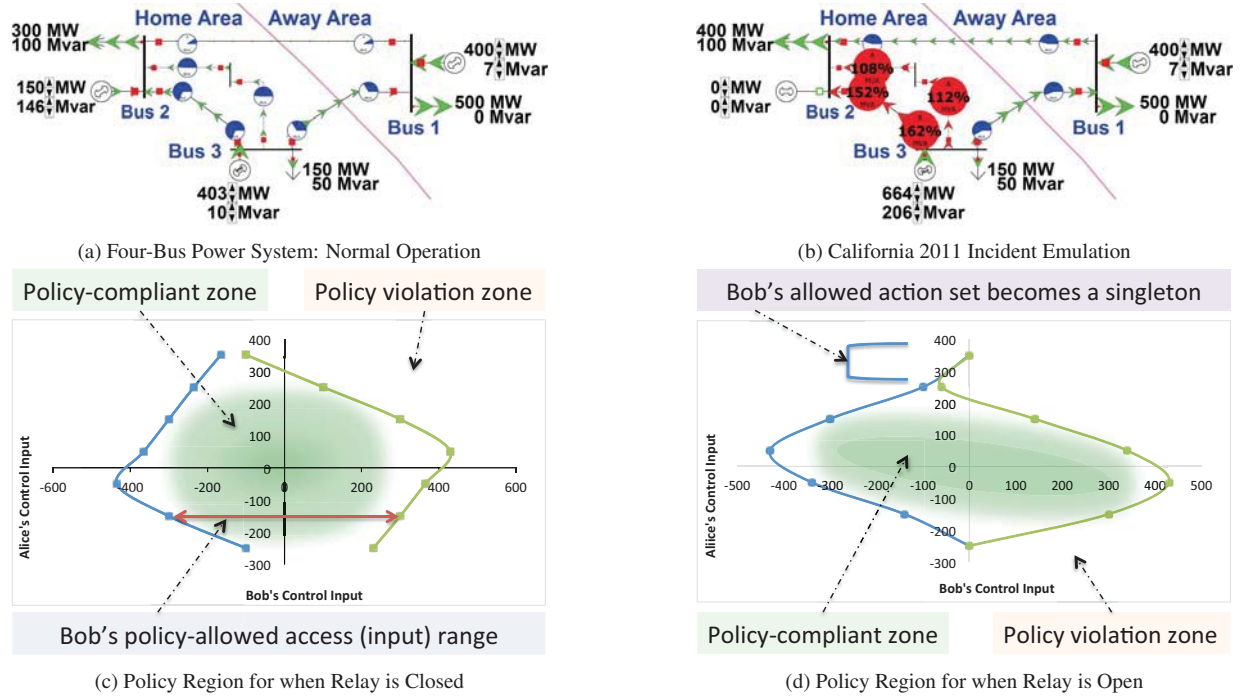 Home Area
Away Area
300 MW
100 Mvar
400 MW
7 Mvar
150 MW
146 Mvar
Bus 2
500 MW
0 Mvar
Bus 1
Bus 3
150 MW
50 Mvar
403 MW
10 Mvar
(a) Four-Bus Power System: Normal Operation
Home Area
Away Area
400 MW
100 Mvar
108%
400 MW
7 Mvar
0 MW
0 Mvar
152%
112%
Bus 2
500 MW
0 Mvar
Bus 1
162%
Bus 3
150 MW
50 Mvar
664 MW
206 Mvar
(b) California 2011 Incident Emulation
Policy-compliant zone
Policy violation zone
400
300
200
100
0
-100
-200
-300
-600
-400
-200
0
200
400
600
Alice's Control Input
Bob's Control Input
Bob's policy-allowed access (input) range
(c) Policy Region for when Relay is Closed
Bob's allowed action set becomes a singleton
400
300
200
100
0
-100
-200
-300
-500
-400
-300
-200
-100
0
100
200
300
400
500
Alice's Control Input
Bob's Control Input
Policy-compliant zone
Policy violation zone
(d) Policy Region for when Relay is Open